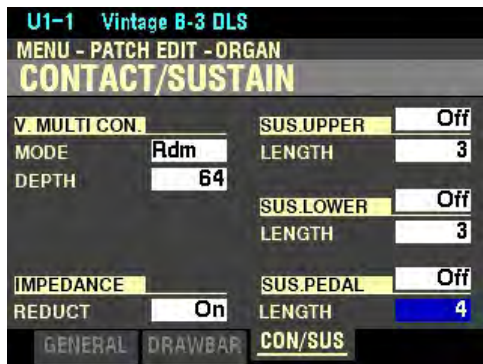 U1-1 Vintage B-3 DLS
MENU - PATCH EDIT - ORGAN
CONTACT/SUSTAIN
V. MULTI CON.
MODE Rdm
DEPTH 64
IMPEDANCE
REDUCT On
SUS.UPPER Off
LENGTH 3
SUS.LOWER Off
LENGTH 3
SUS.PEDAL Off
LENGTH 4
GENERAL DRAWBAR CON/SUS